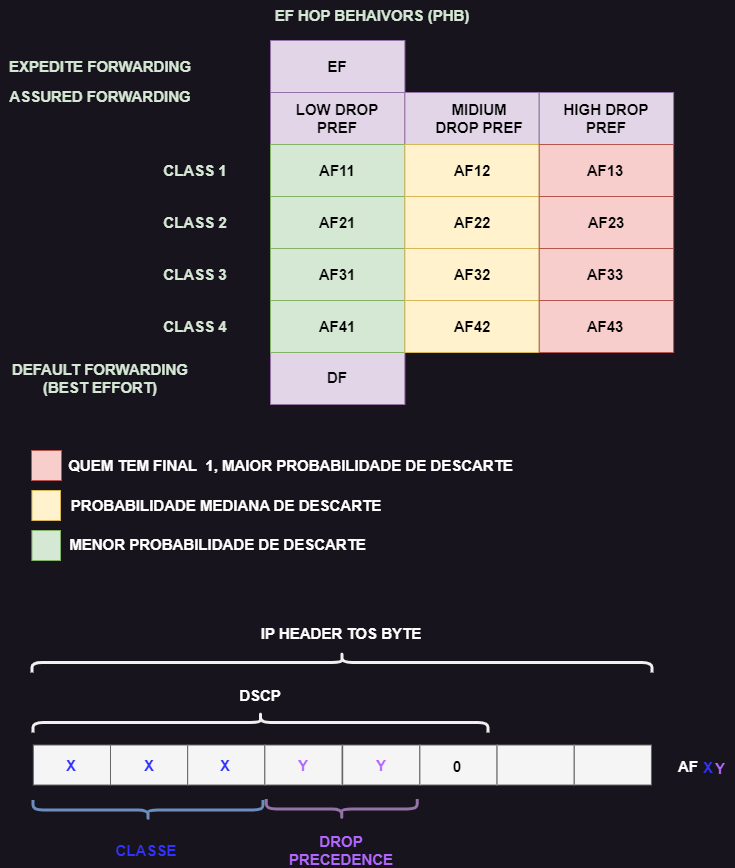 EF HOP BEHAIVORS (PHB)
EXPEDITE FORWARDING
EF
ASSURED FORWARDING
LOW DROP
PREF
MIDIUM
DROP PREF
HIGH DROP
PREF
CLASS 1
AF11
AF12
AF13
CLASS 2
AF21
AF22
AF23
CLASS 3
AF31
AF32
AF33
CLASS 4
AF41
AF42
AF43
DEFAULT FORWARDING
(BEST EFFORT)
DF
QUEM TEM FINAL 1, MAIOR PROBABILIDADE DE DESCARTE
PROBABILIDADE MEDIANA DE DESCARTE
MENOR PROBABILIDADE DE DESCARTE
IP HEADER TOS BYTE
DSCP
X X X Y Y 0
AF X Y
CLASSE
DROP
PRECEDENCE